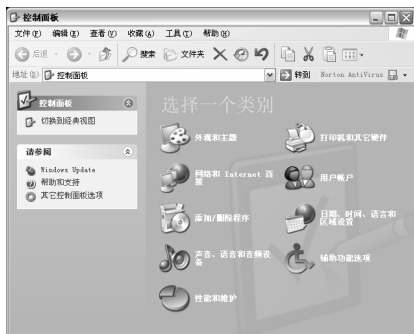 控制面板
文件(F) 编辑(E) 查看(V) 收藏(A) 工具(T) 帮助(H)
后退 搜索 文件夹
地址(D) 控制面板 转到 Norton AntiVirus
控制面板
切换到经典视图
请参阅
Windows Update
帮助和支持
其它控制面板选项
选择一个类别
外观和主题
打印机和其它硬件
网络和 Internet 连
接
用户帐户
添加/删除程序
日期、时间、语言和
区域设置
声音、语音和音频设
备
辅助功能选项
性能和维护